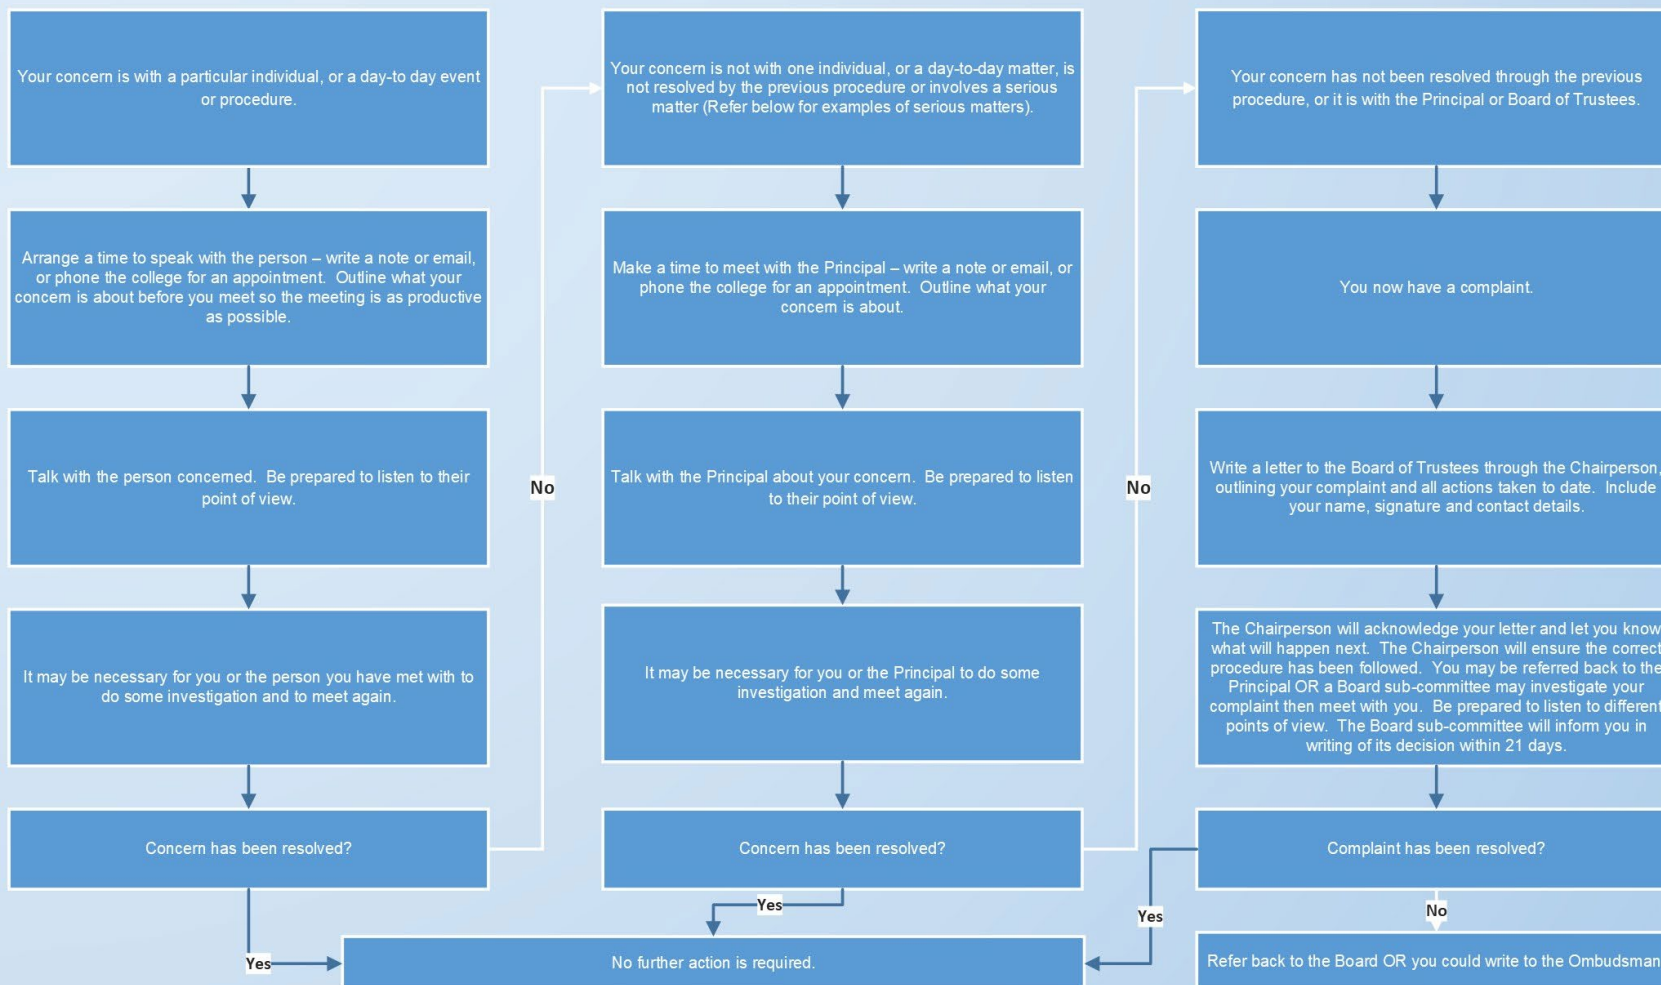 Your concern is with a particular individual, or a day-to day event
or procedure.
Arrange a time to speak with the person – write a note or email,
or phone the college for an appointment.  Outline what your
concern is about before you meet so the meeting is as productive
as possible.
Talk with the person concerned.  Be prepared to listen to their
point of view.
It may be necessary for you or the person you have met with to
do some investigation and to meet again.
Concern has been resolved?
Yes
No
Your concern is not with one individual, or a day-to-day matter, is
not resolved by the previous procedure or involves a serious
matter (Refer below for examples of serious matters).
Make a time to meet with the Principal – write a note or email, or
phone the college for an appointment.  Outline what your
concern is about.
Talk with the Principal about your concern.  Be prepared to listen
to their point of view.
It may be necessary for you or the Principal to do some
investigation and meet again.
Concern has been resolved?
Yes
No
Your concern has not been resolved through the previous
procedure, or it is with the Principal or Board of Trustees.
You now have a complaint.
Write a letter to the Board of Trustees through the Chairperson,
outlining your complaint and all actions taken to date.  Include
your name, signature and contact details.
The Chairperson will acknowledge your letter and let you know
what will happen next.  The Chairperson will ensure the correct
procedure has been followed.  You may be referred back to the
Principal OR a Board sub-committee may investigate your
complaint then meet with you.  Be prepared to listen to different
points of view.  The Board sub-committee will inform you in
writing of its decision within 21 days.
Complaint has been resolved?
Yes
No
No further action is required.
Refer back to the Board OR you could write to the Ombudsman